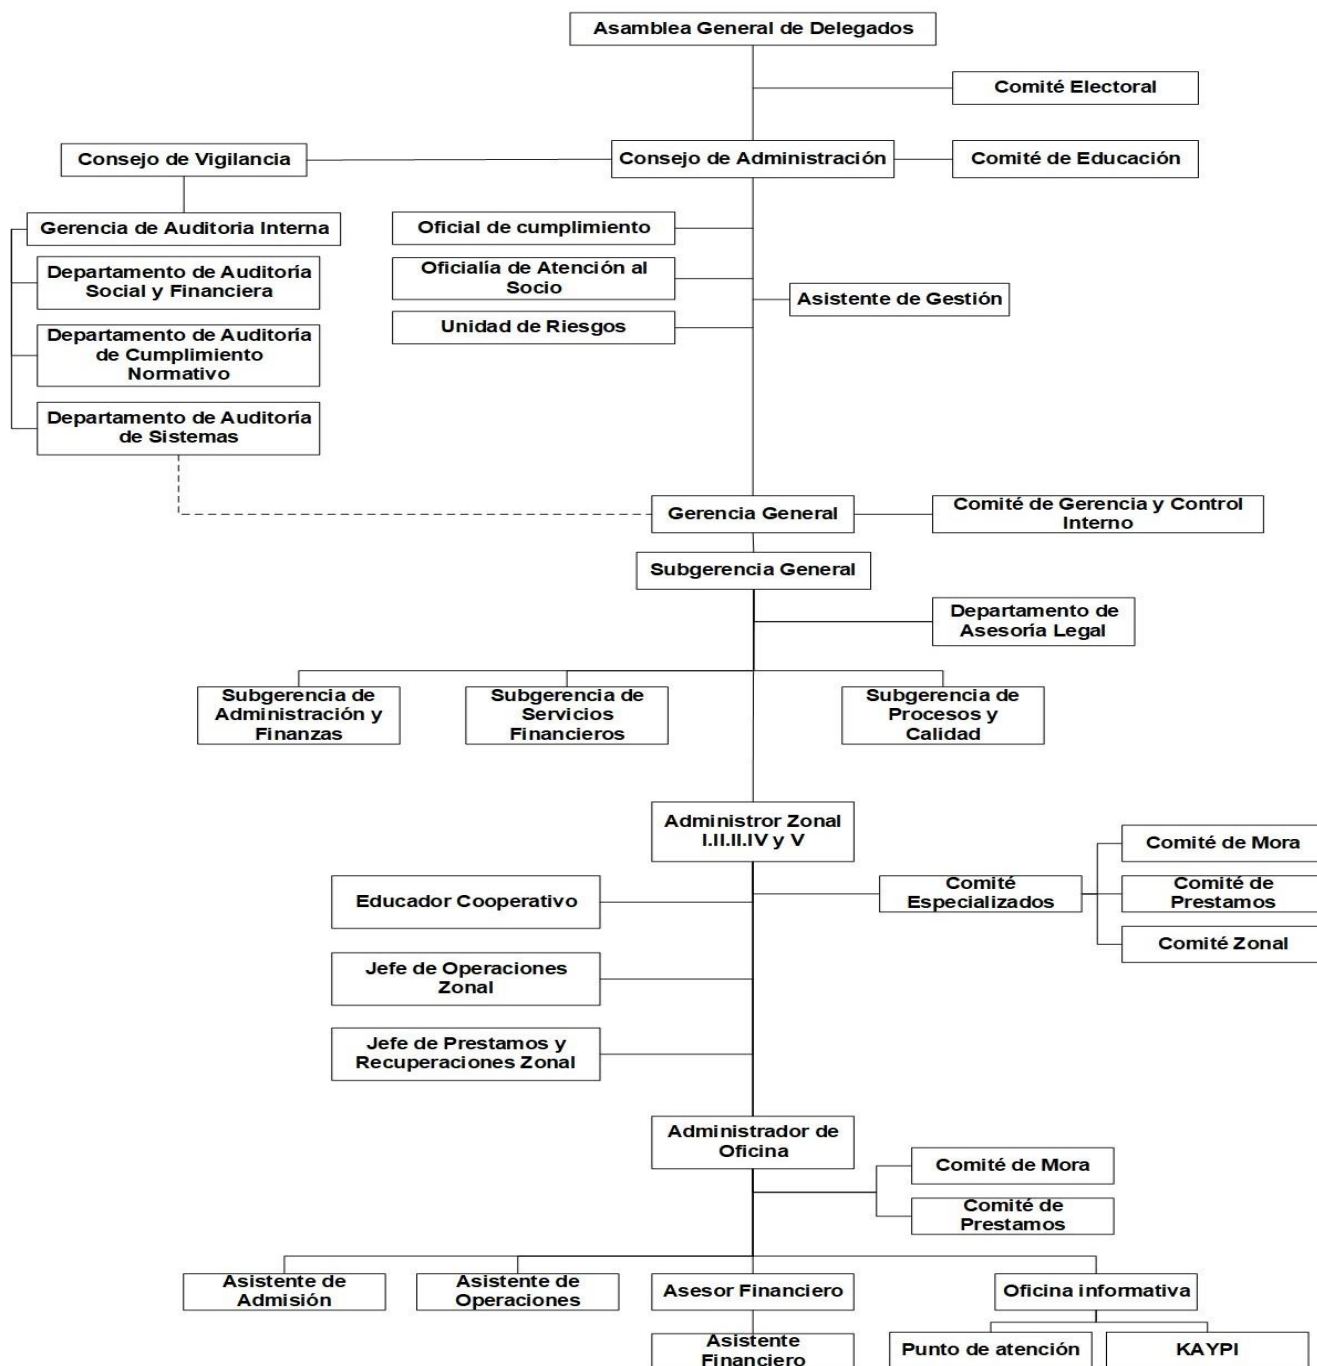 Asamblea General de Delegados
Comité Electoral
Consejo de Vigilancia
Consejo de Administración
Comité de Educación
Gerencia de Auditoria Interna
Oficial de cumplimiento
Departamento de Auditoría
Social y Financiera
Oficialía de Atención al
Socio
Asistente de Gestión
Unidad de Riesgos
Departamento de Auditoría
de Cumplimiento
Normativo
Departamento de Auditoría
de Sistemas
Gerencia General
Comité de Gerencia y Control
Interno
Subgerencia General
Departamento de
Asesoría Legal
Subgerencia de
Administración y
Finanzas
Subgerencia de
Servicios
Financieros
Subgerencia de
Procesos y
Calidad
Administror Zonal
I.II.II.IV y V
Comité de Mora
Educador Cooperativo
Comité
Especializados
Comité de
Prestamos
Comité Zonal
Jefe de Operaciones
Zonal
Jefe de Prestamos y
Recuperaciones Zonal
Administrador de
Oficina
Comité de Mora
Comité de
Prestamos
Asistente de
Admisión
Asistente de
Operaciones
Asesor Financiero
Oficina informativa
Asistente
Financiero
Punto de atención
KAYPI